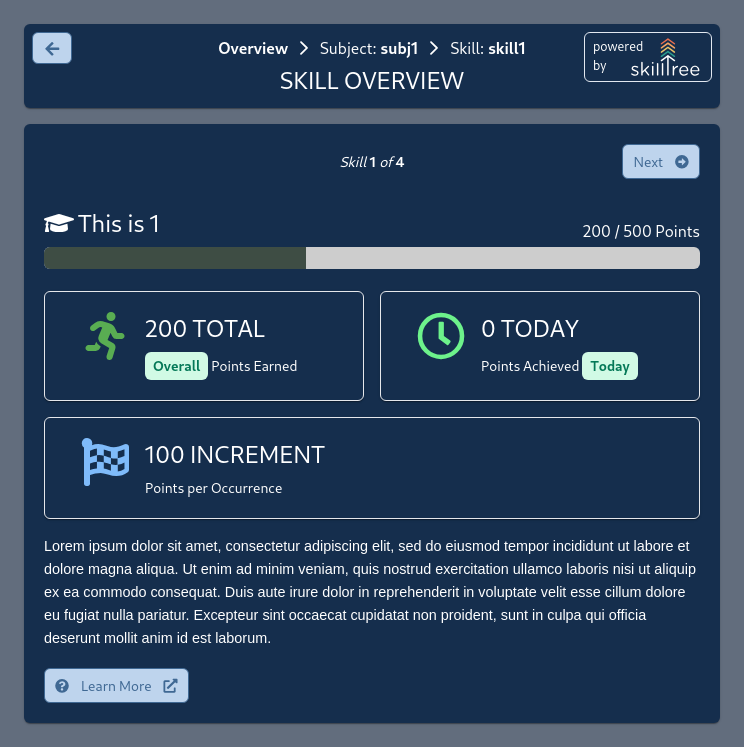 Overview > Subject: subj1 > Skill: skill1
SKILL OVERVIEW
powered
by
skilltree
Skill 1 of 4
Next
This is 1
200 / 500 Points
200 TOTAL
Overall Points Earned
0 TODAY
Points Achieved Today
100 INCREMENT
Points per Occurrence
Lorem ipsum dolor sit amet, consectetur adipiscing elit, sed do eiusmod tempor incididunt ut labore et
dolore magna aliqua. Ut enim ad minim veniam, quis nostrud exercitation ullamco laboris nisi ut aliquip
ex ea commodo consequat. Duis aute irure dolor in reprehenderit in voluptate velit esse cillum dolore
eu fugiat nulla pariatur. Excepteur sint occaecat cupidatat non proident, sunt in culpa qui officia
deserunt mollit anim id est laborum.
Learn More